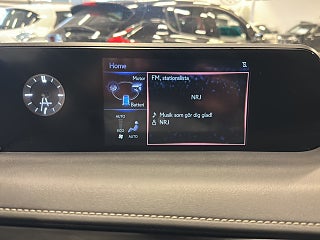 Home
Motor
Batteri
AUTO
AUTO
FM, stationslista
NRJ
Musik som gör dig glad!
NRJ